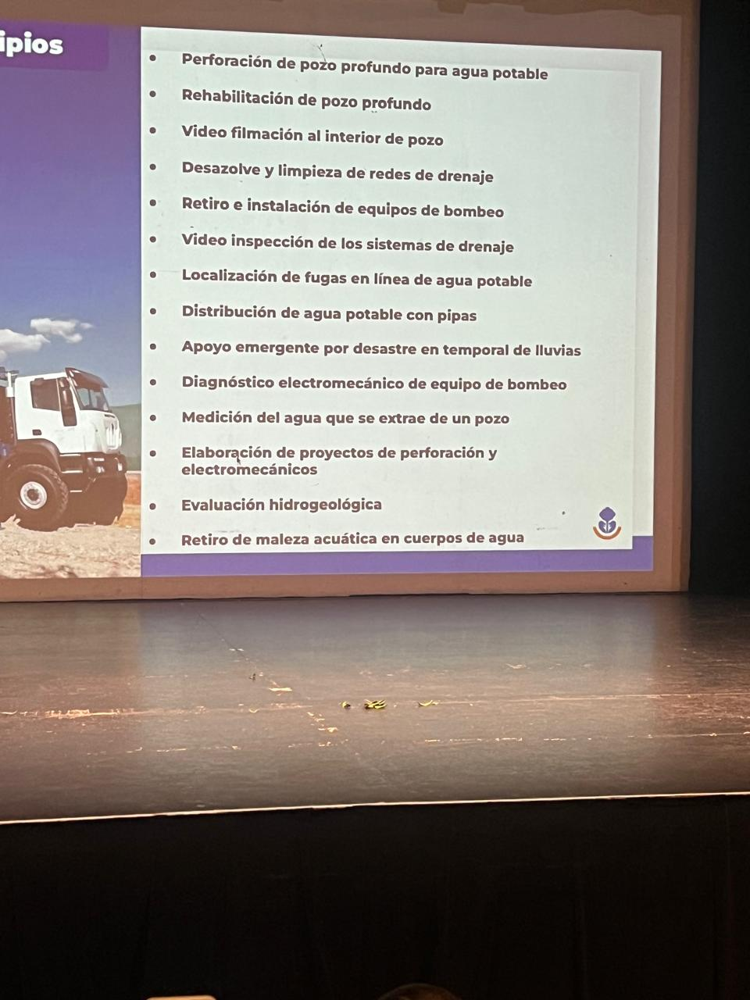 ipios
• Perforación de pozo profundo para agua potable
• Rehabilitación de pozo profundo
• Video filmación al interior de pozo
• Desazolve y limpieza de redes de drenaje
• Retiro e instalación de equipos de bombeo
• Video inspección de los sistemas de drenaje
• Localización de fugas en línea de agua potable
• Distribución de agua potable con pipas
• Apoyo emergente por desastre en temporal de lluvias
• Diagnóstico electromecánico de equipo de bombeo
• Medición del agua que se extrae de un pozo
• Elaboración de proyectos de perforación y
electromecánicos
• Evaluación hidrogeológica
• Retiro de maleza acuática en cuerpos de agua